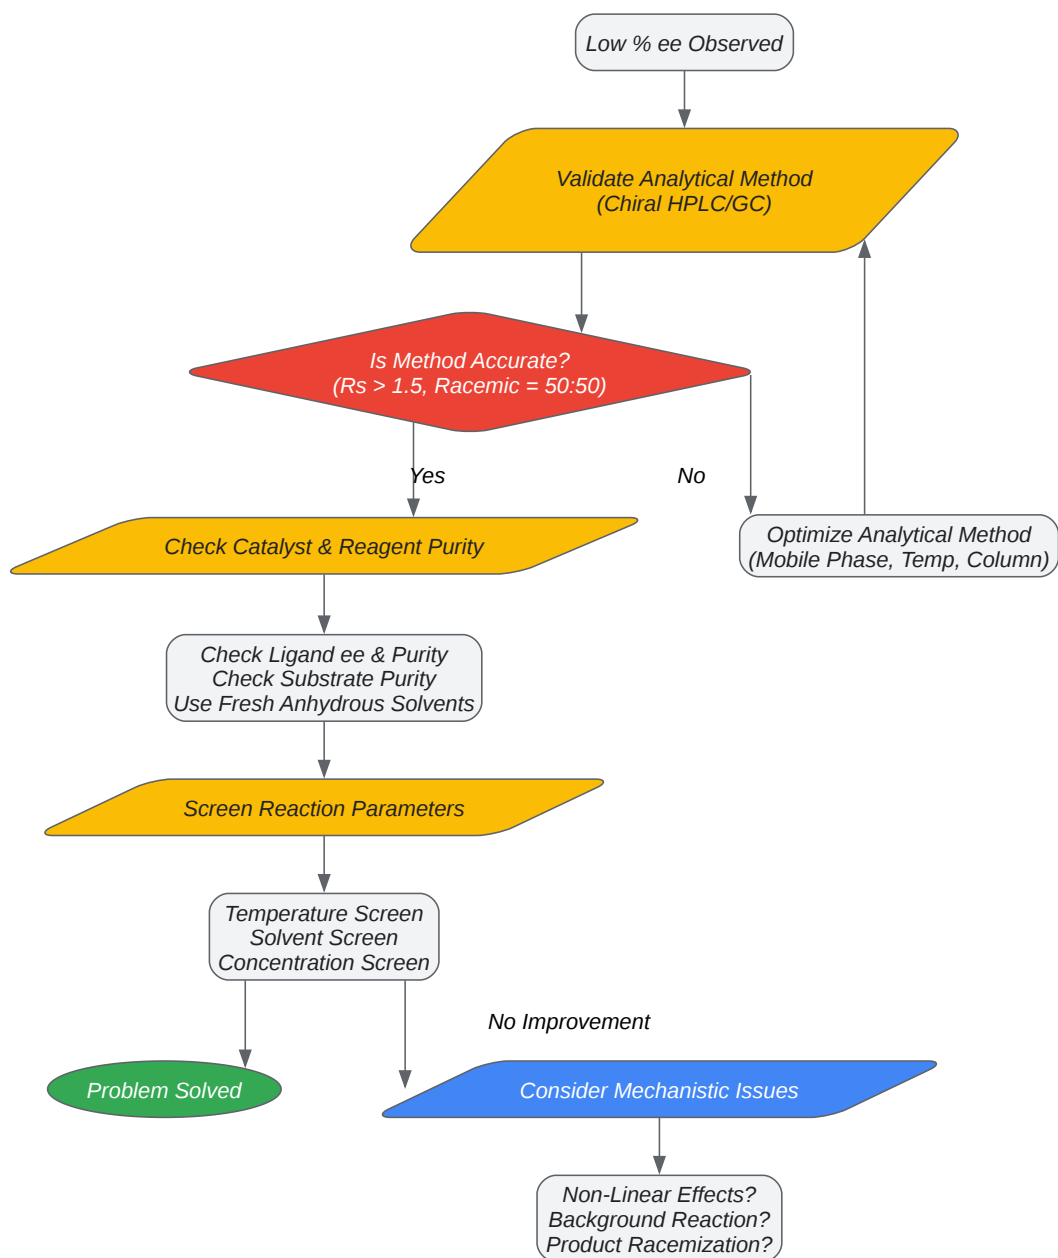 Low % ee Observed
Validate Analytical Method
(Chiral HPLC/GC)
Is Method Accurate?
(Rs > 1.5, Racemic = 50:50)
Yes
No
Check Catalyst & Reagent Purity
Optimize Analytical Method
(Mobile Phase, Temp, Column)
Check Ligand ee & Purity
Check Substrate Purity
Use Fresh Anhydrous Solvents
Screen Reaction Parameters
Temperature Screen
Solvent Screen
Concentration Screen
No Improvement
Problem Solved
Consider Mechanistic Issues
Non-Linear Effects?
Background Reaction?
Product Racemization?